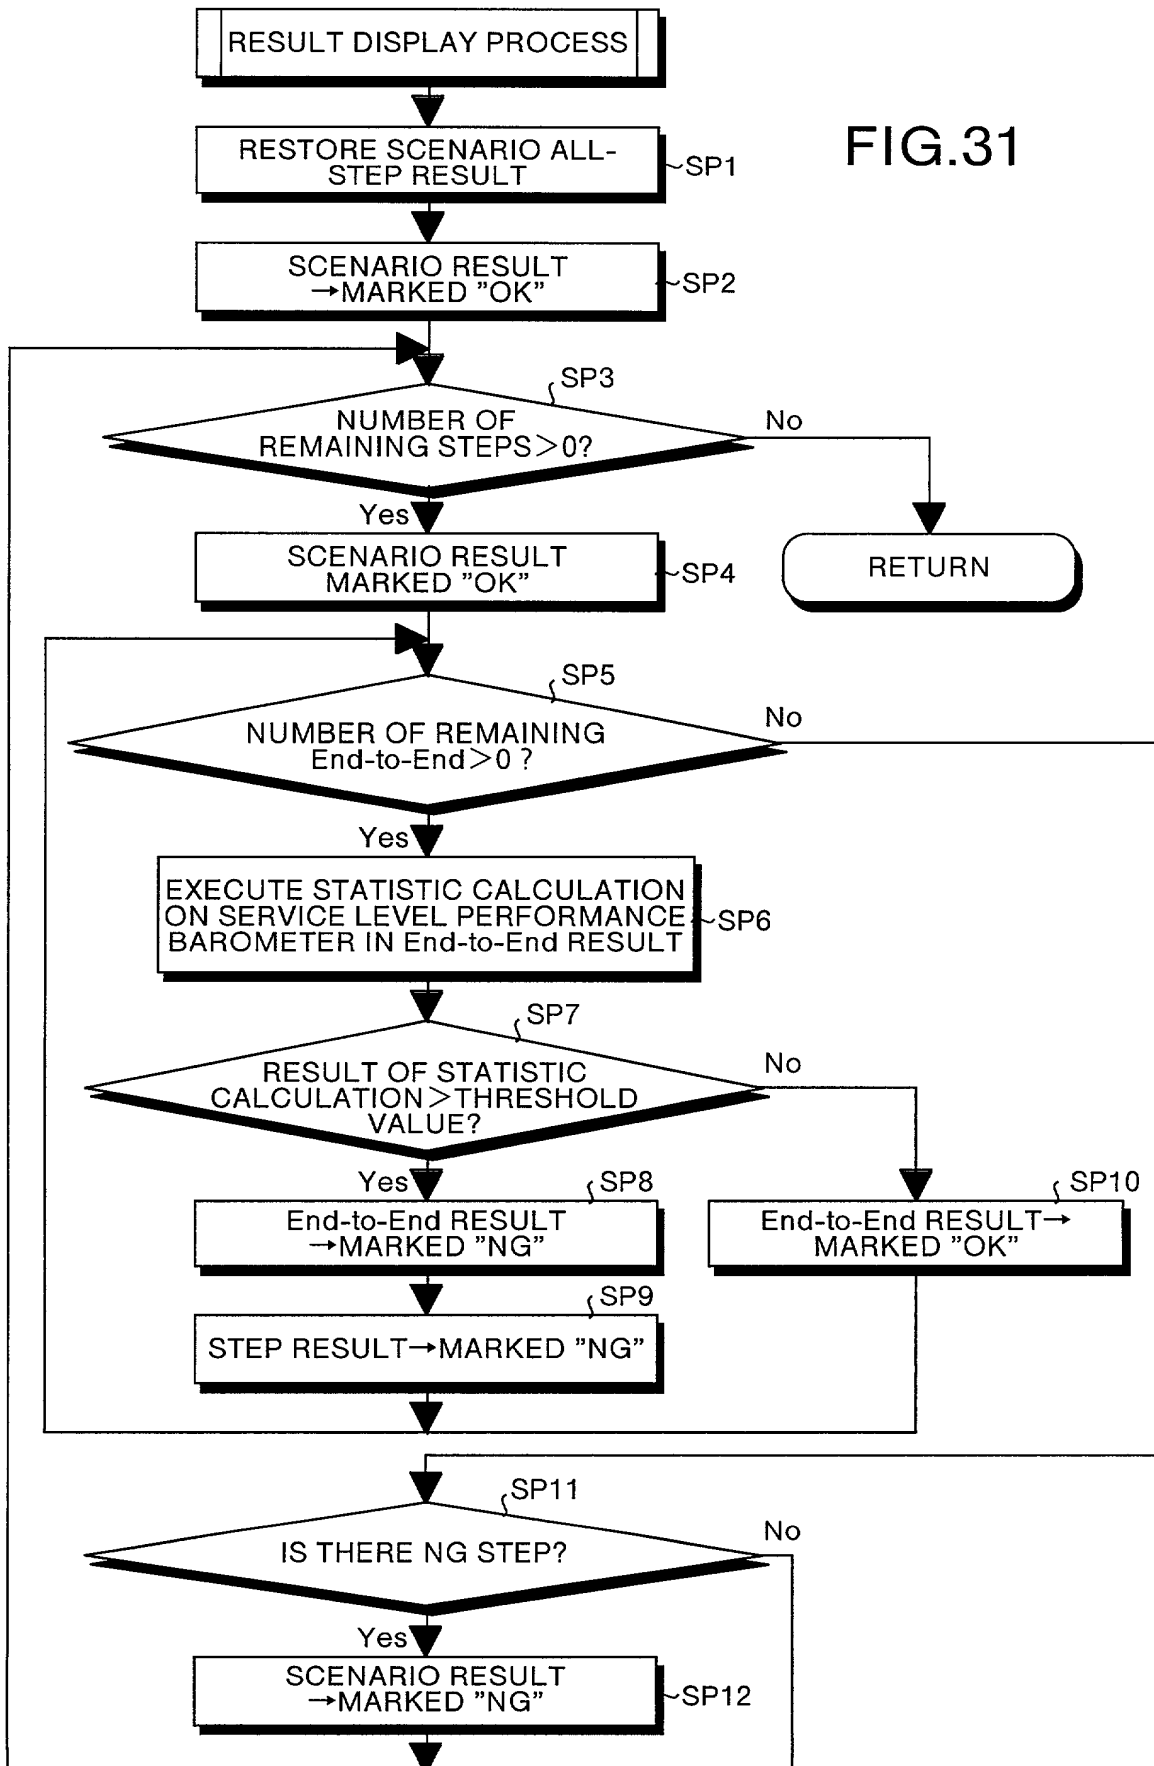 RESULT DISPLAY PROCESS
FIG.31
RESTORE SCENARIO ALL-
STEP RESULT
SP1
SCENARIO RESULT
→MARKED "OK"
SP2
SP3
NUMBER OF
REMAINING STEPS>0?
No
Yes
SCENARIO RESULT
MARKED "OK"
SP4
RETURN
SP5
NUMBER OF REMAINING
End-to-End>0 ?
No
Yes
EXECUTE STATISTIC CALCULATION
ON SERVICE LEVEL PERFORMANCE
BAROMETER IN End-to-End RESULT
SP6
SP7
RESULT OF STATISTIC
CALCULATION>THRESHOLD
VALUE?
No
Yes
SP8
End-to-End RESULT
→MARKED "NG"
SP10
End-to-End RESULT→
MARKED "OK"
SP9
STEP RESULT→MARKED "NG"
SP11
IS THERE NG STEP?
No
Yes
SCENARIO RESULT
→MARKED "NG"
SP12